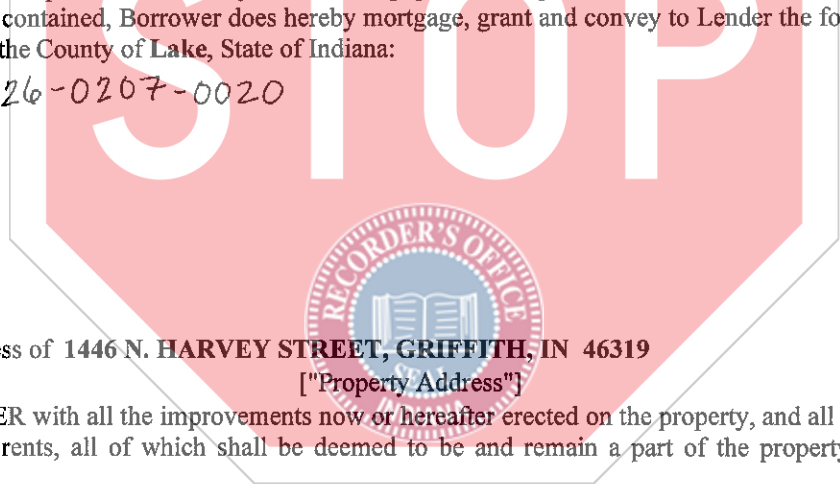 contained, Borrower does hereby mortgage, grant and convey to Lender the fo
the County of Lake, State of Indiana:
26-0207-0020
STOP
RECORDER'S OFFICE
ss of 1446 N. HARVEY STREET, GRIFFITH, IN 46319
SEAL
["Property Address"]
INDIANA
ER with all the improvements now or hereafter erected on the property, and all
rents, all of which shall be deemed to be and remain a part of the property